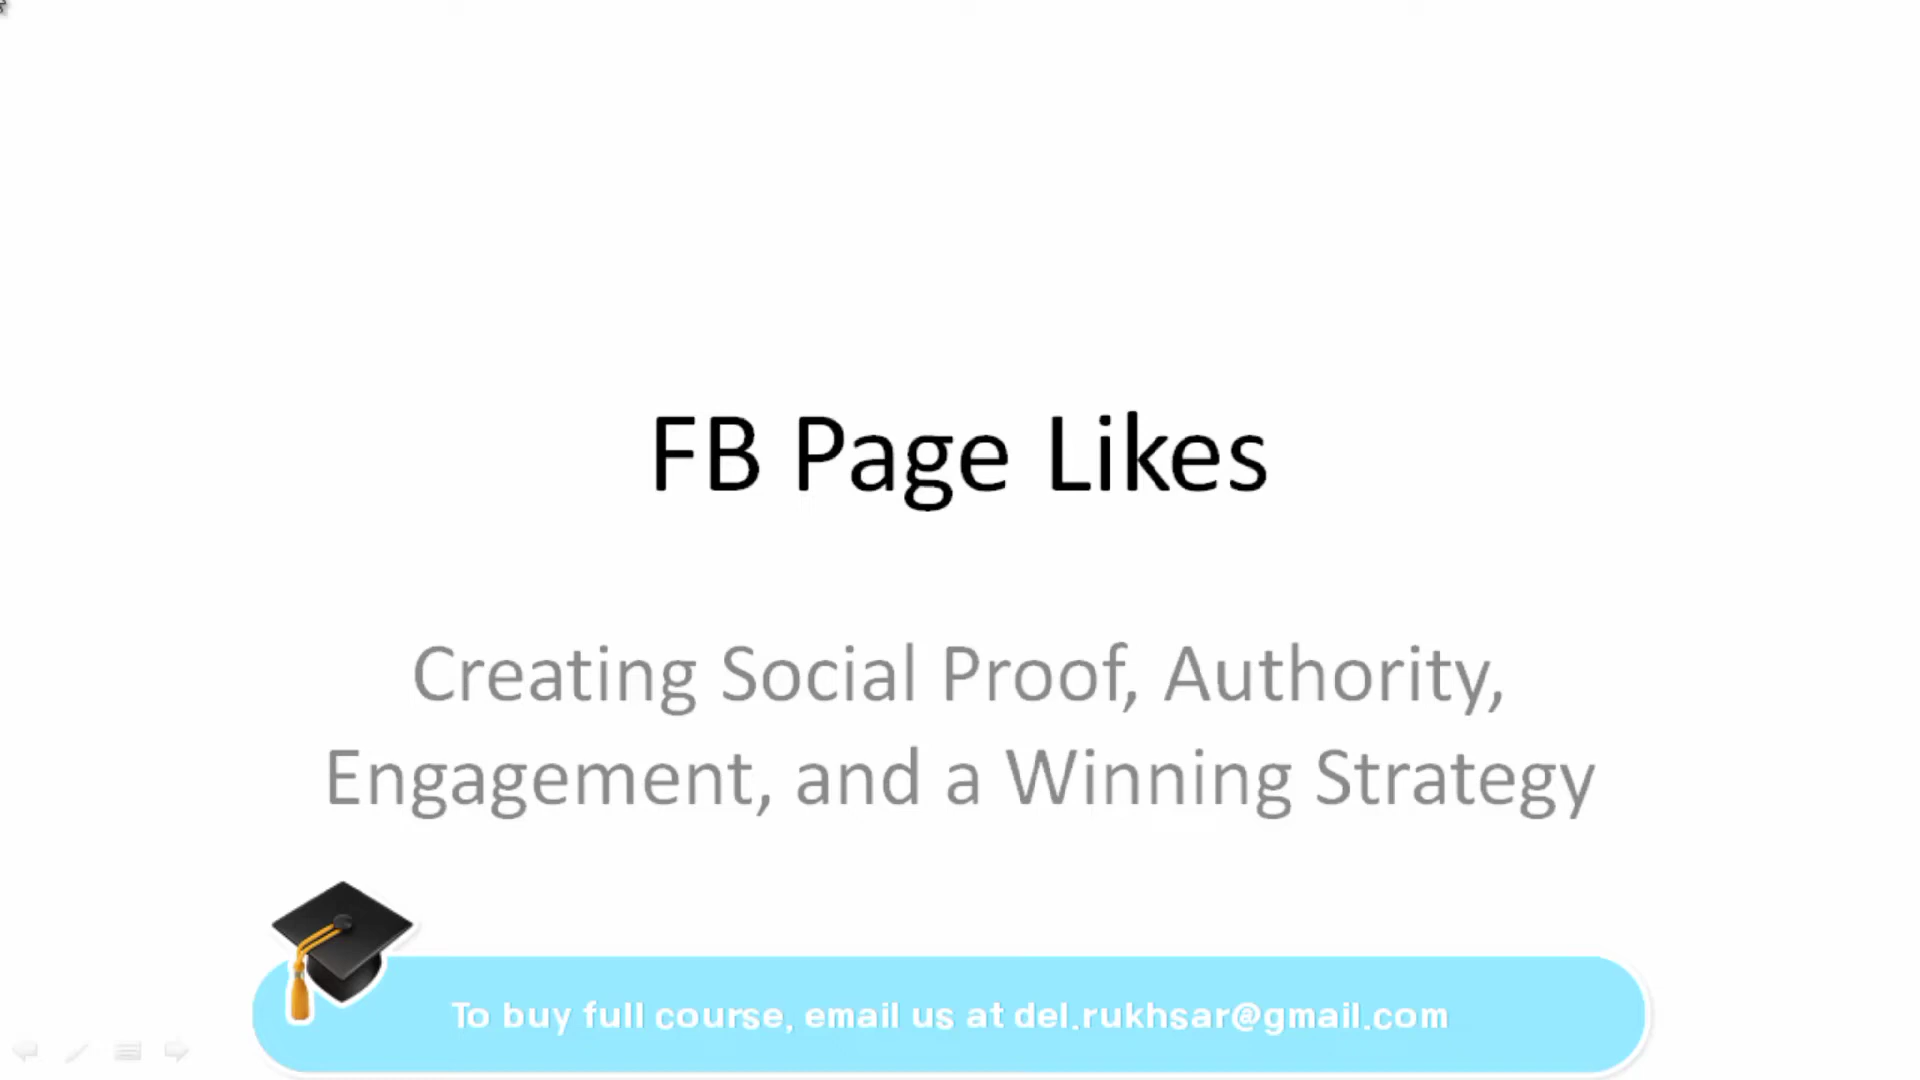 FB Page Likes
Creating Social Proof, Authority,
Engagement, and a Winning Strategy
To buy full course, email us at del.rukhsar@gmail.com